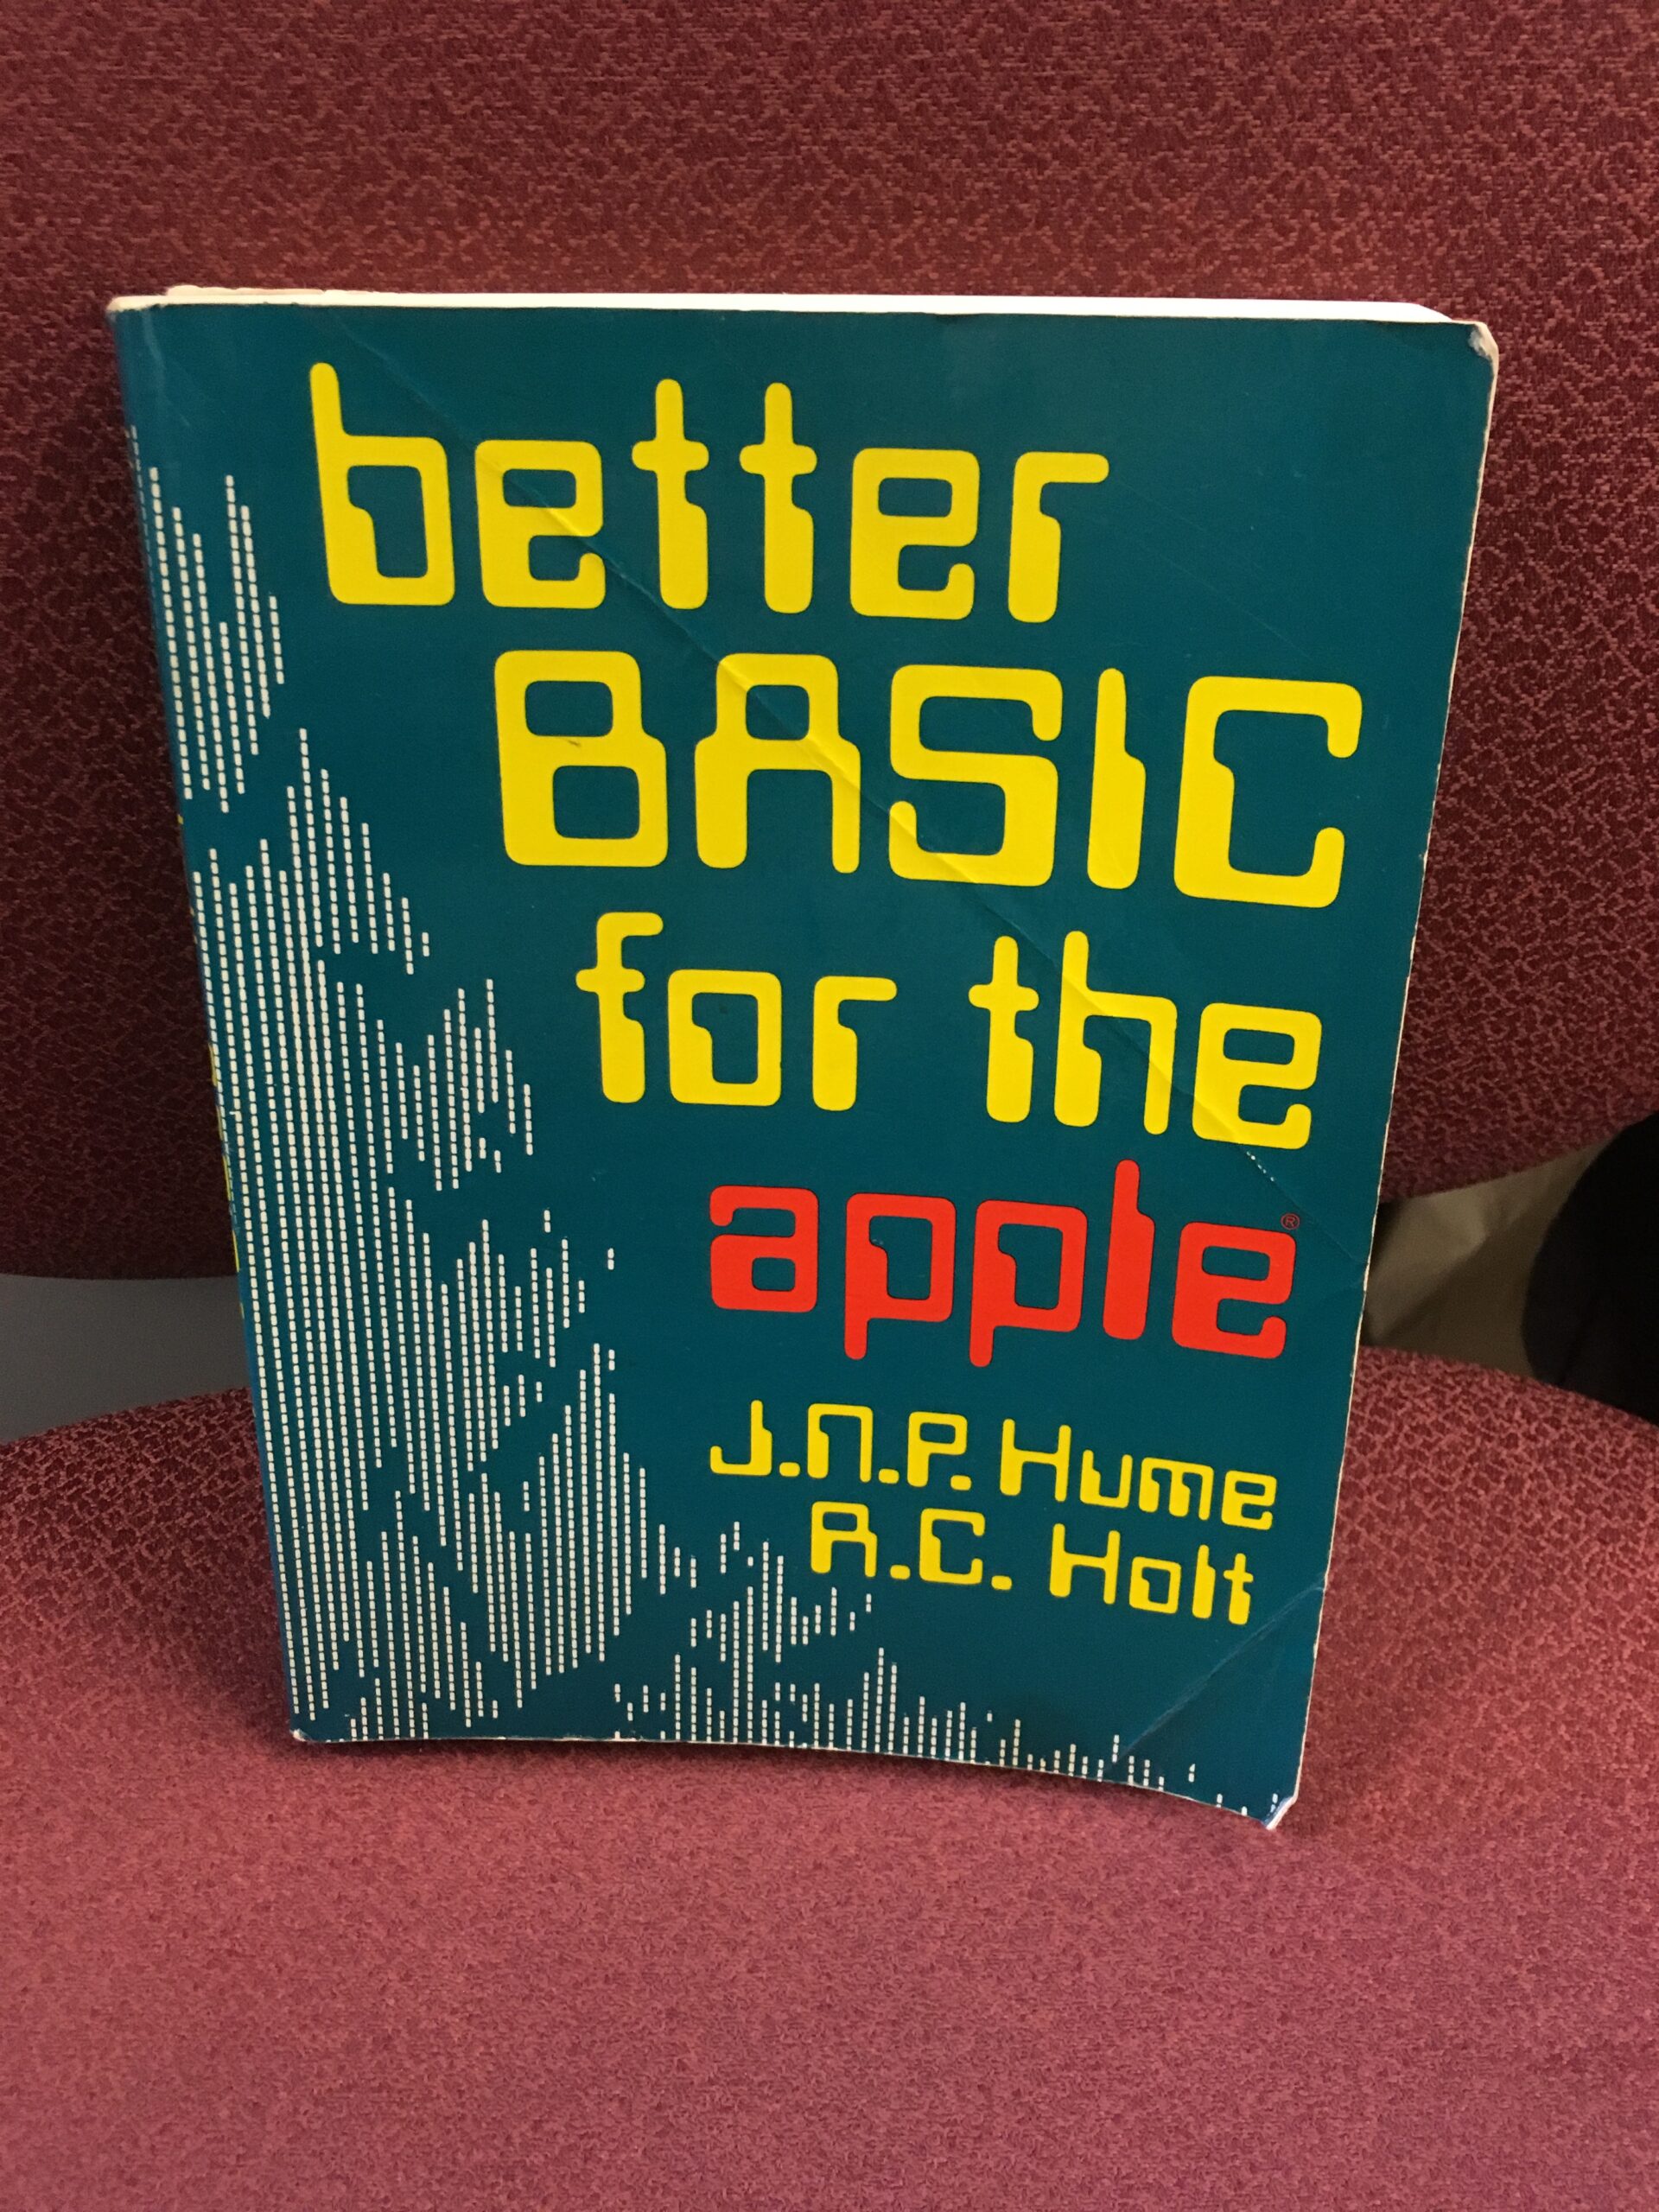 better
BASIC
for the
apple®
J.N.P. Hume
R.C. Holt